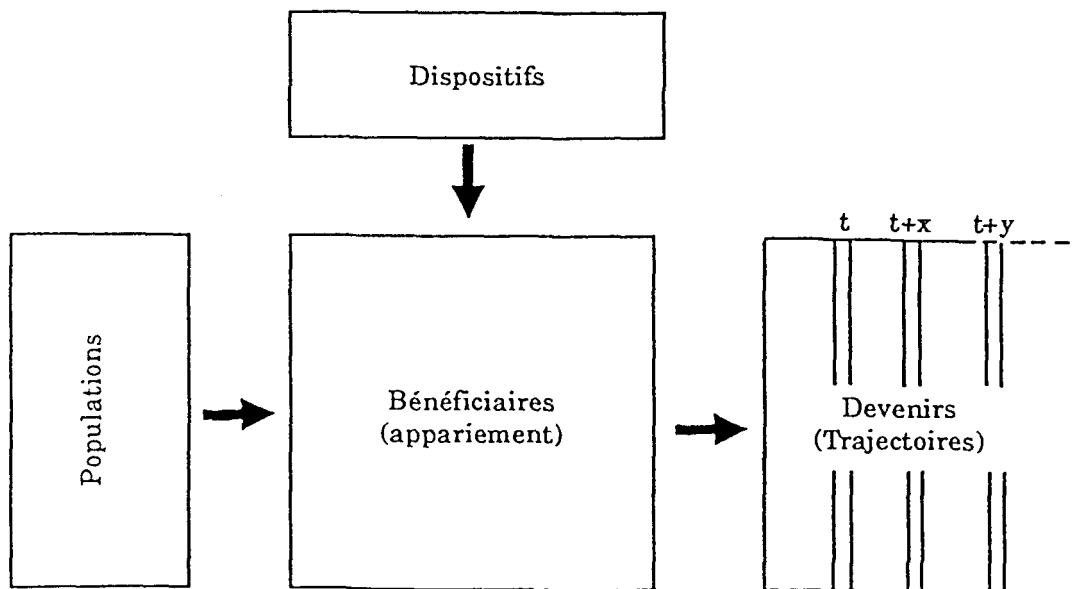 Dispositifs
t t+x t+y
Populations
Bénéficiaires
(appariement)
Devenirs
(Trajectoires)